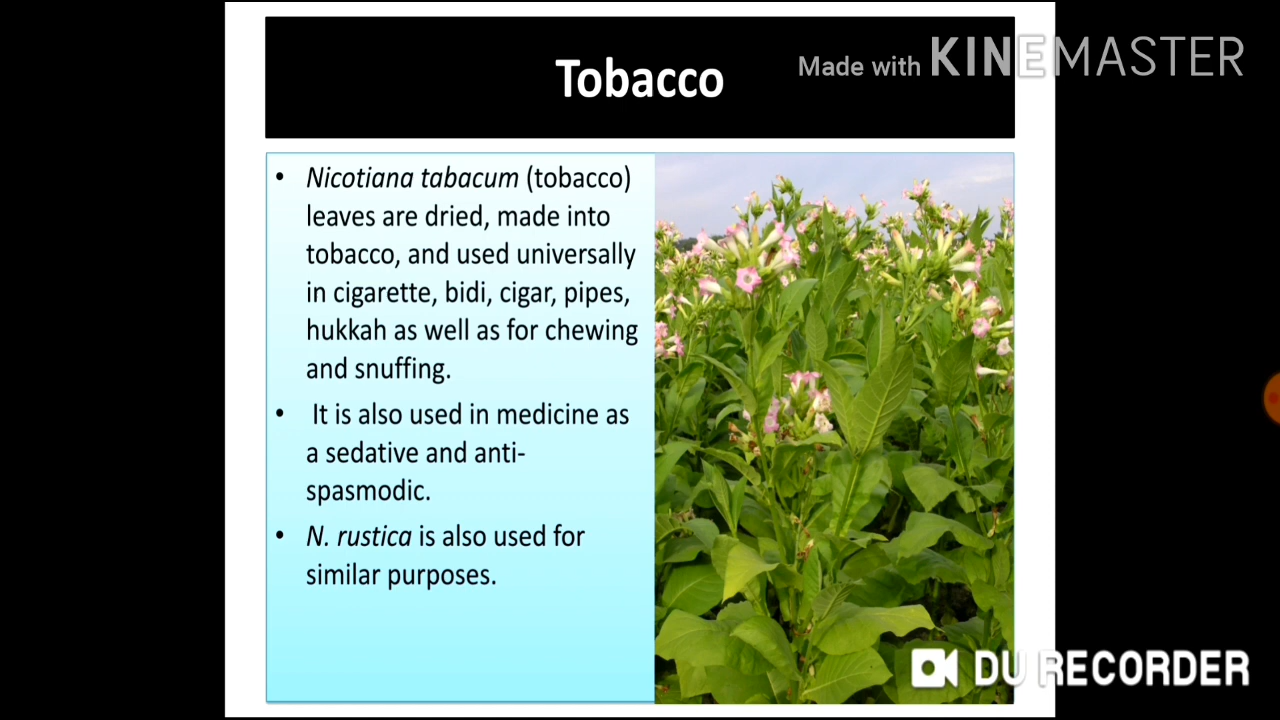 Made with KINEMASTER
Tobacco
• Nicotiana tabacum (tobacco)
leaves are dried, made into
tobacco, and used universally
in cigarette, bidi, cigar, pipes,
hukkah as well as for chewing
and snuffing.
• It is also used in medicine as
a sedative and anti-
spasmodic.
• N. rustica is also used for
similar purposes.
DU RECORDER